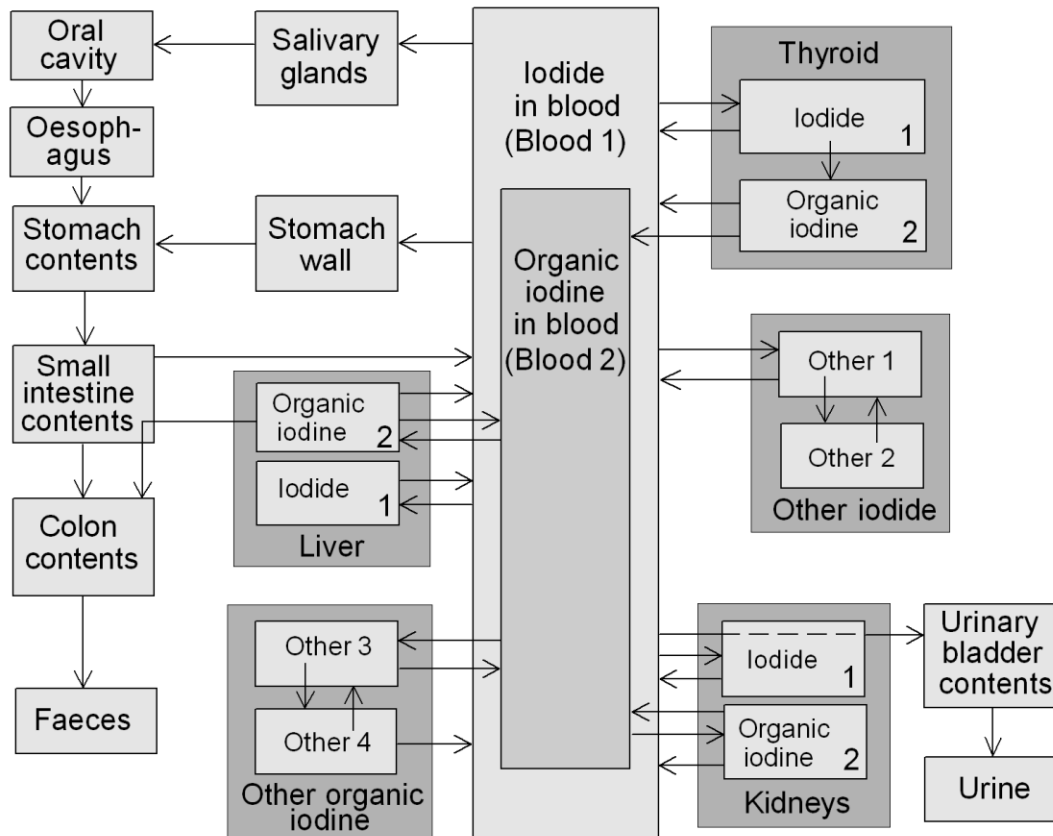 Oral
cavity
Salivary
glands
Iodide
in blood
(Blood 1)
Thyroid
Iodide
1
Organic
iodine
2
Oesoph-
agus
Stomach
contents
Stomach
wall
Organic
iodine
in blood
(Blood 2)
Small
intestine
contents
Organic
iodine
2
Iodide
1
Liver
Other 1
Other 2
Other iodide
Colon
contents
Faeces
Other 3
Other 4
Other organic
iodine
Iodide
1
Organic
iodine
2
Kidneys
Urinary
bladder
contents
Urine